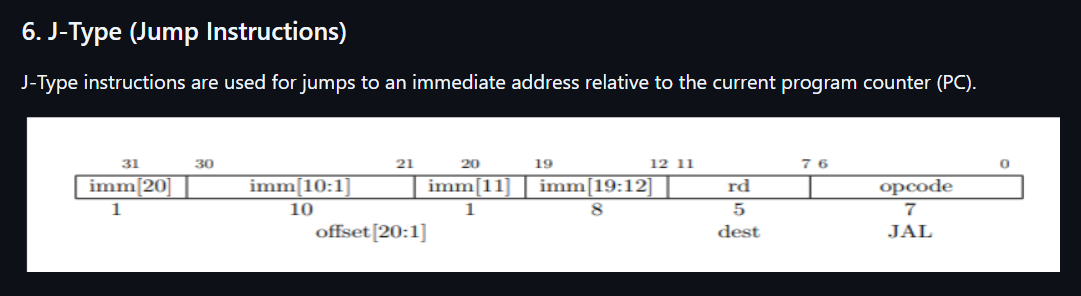 6. J-Type (Jump Instructions)
J-Type instructions are used for jumps to an immediate address relative to the current program counter (PC).
31 30 21 20 19 12 11 7 6 0
imm[20] imm[10:1] imm[11] imm[19:12] rd opcode
1 10 1 8 5 7
offset[20:1] dest JAL